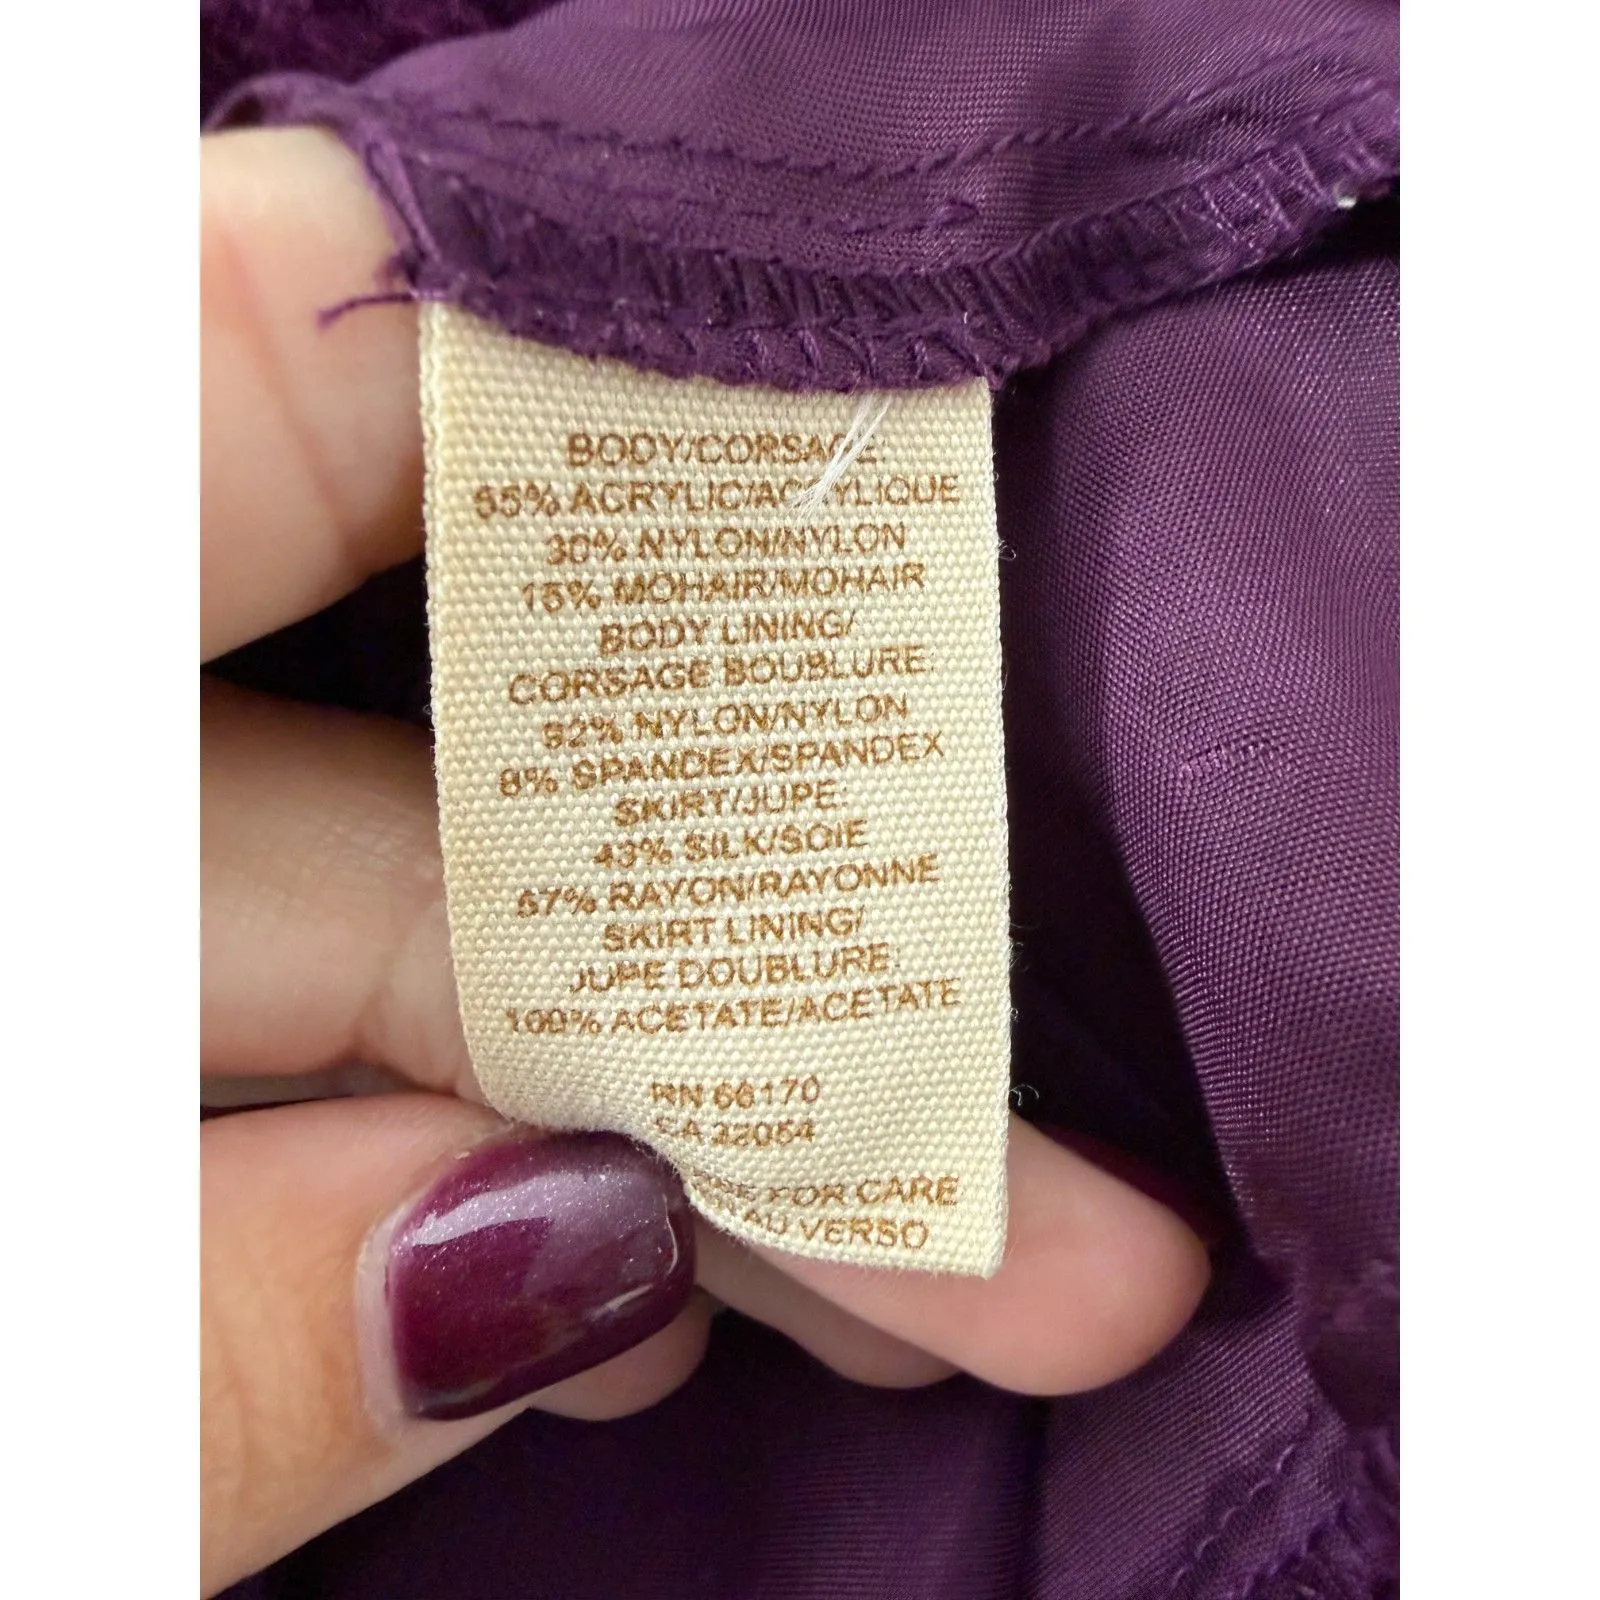 BODY/CORSAGE:
55% ACRYLIC/ACRYLIQUE
30% NYLON/NYLON
15% MOHAIR/MOHAIR
BODY LINING/
CORSAGE BOUBLURE:
92% NYLON/NYLON
8% SPANDEX/SPANDEX
SKIRT/JUPE:
43% SILK/SOIE
57% RAYON/RAYONNE
SKIRT LINING/
JUPE DOUBLURE:
100% ACETATE/ACETATE
RN 66170
CA
FOR CARE
AU VERSO